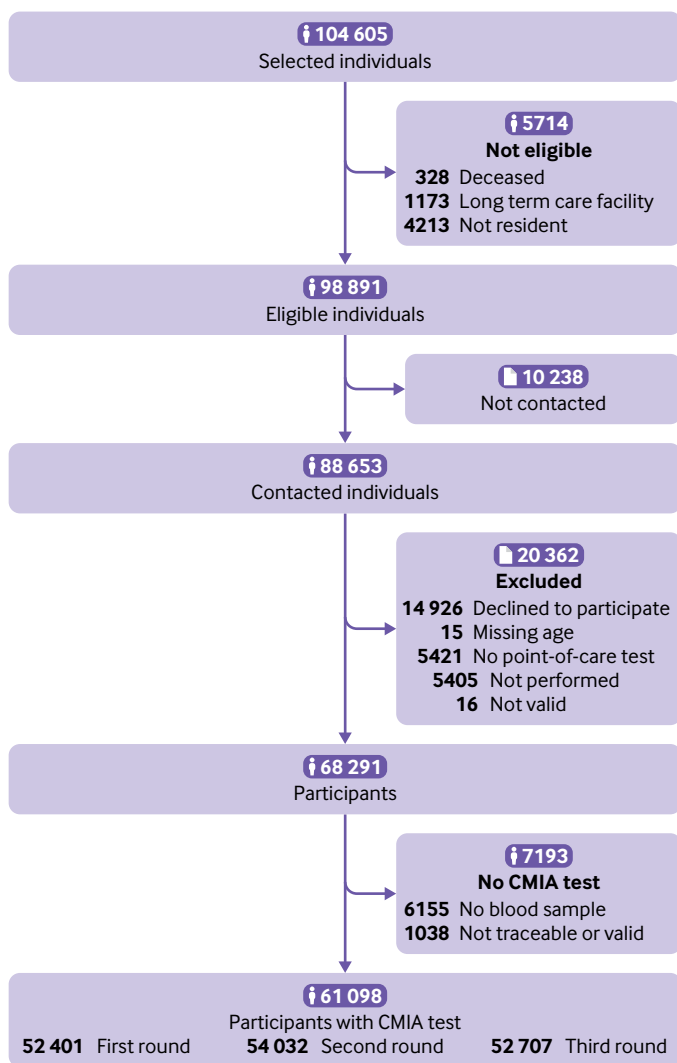 104 605
Selected individuals
5714
Not eligible
328 Deceased
1173 Long term care facility
4213 Not resident
98 891
Eligible individuals
10 238
Not contacted
88 653
Contacted individuals
20 362
Excluded
14 926 Declined to participate
15 Missing age
5421 No point-of-care test
5405 Not performed
16 Not valid
68 291
Participants
7193
No CMIA test
6155 No blood sample
1038 Not traceable or valid
61 098
Participants with CMIA test
52 401 First round 54 032 Second round 52 707 Third round